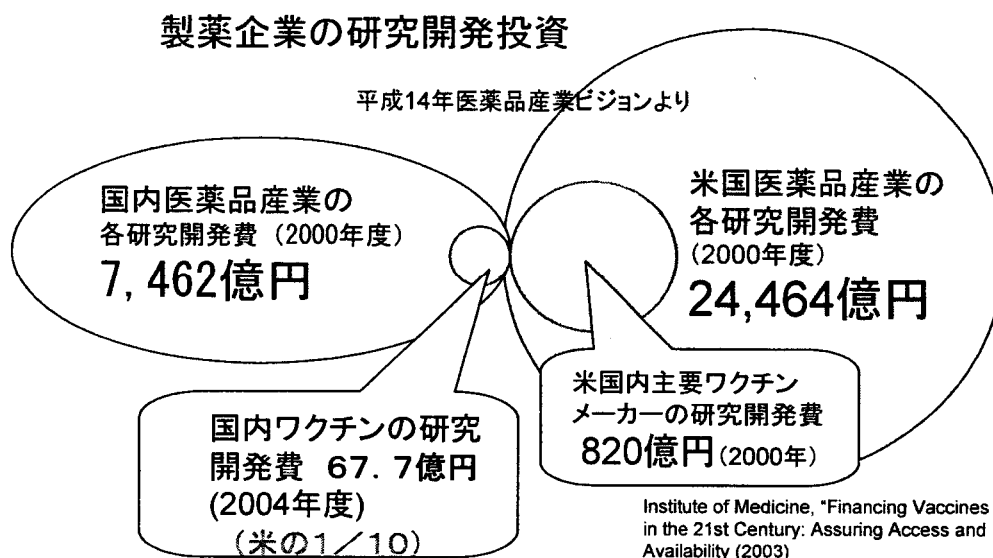 製薬企業の研究開発投資
平成14年医薬品産業ビジョンより
国内医薬品産業の
各研究開発費（2000年度）
7,462億円
米国医薬品産業の
各研究開発費
(2000年度)
24,464億円
国内ワクチンの研究
開発費 67.7億円
(2004年度)
（米の1／10）
米国内主要ワクチン
メーカーの研究開発費
820億円(2000年)
Institute of Medicine, "Financing Vaccines
in the 21st Century: Assuring Access and
Availability (2003)